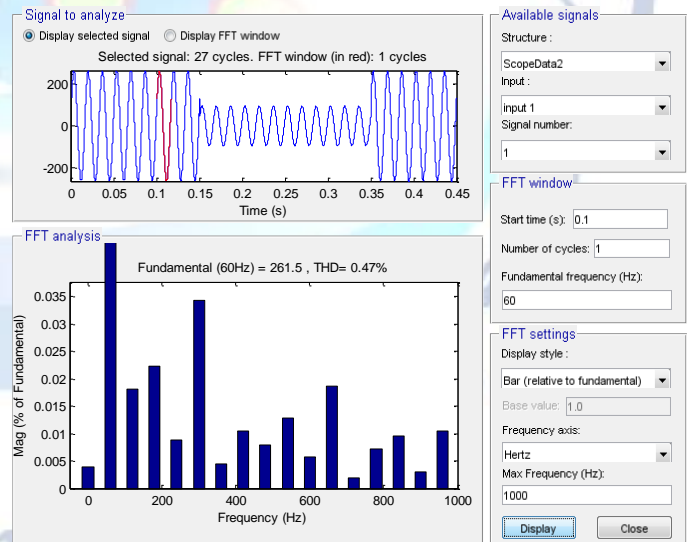 Signal to analyze
Display selected signal Display FFT window
Selected signal: 27 cycles. FFT window (in red): 1 cycles
200
0
-200
0 0.05 0.1 0.15 0.2 0.25 0.3 0.35 0.4 0.45
Time (s)
FFT analysis
Fundamental (60Hz) = 261.5 , THD= 0.47%
0.035
0.03
0.025
0.02
0.015
0.01
0.005
0
Mag (% of Fundamental)
0 200 400 600 800 1000
Frequency (Hz)
Available signals
Structure :
ScopeData2
Input :
input 1
Signal number:
1
FFT window
Start time (s): 0.1
Number of cycles: 1
Fundamental frequency (Hz):
60
FFT settings
Display style :
Bar (relative to fundamental)
Base value: 1.0
Frequency axis:
Hertz
Max Frequency (Hz):
1000
Display Close